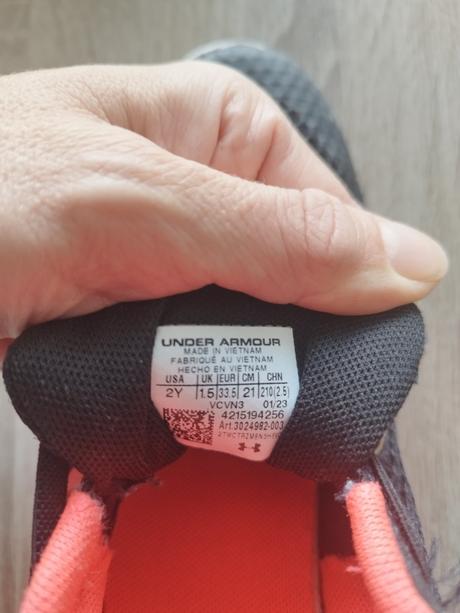 UNDER ARMOUR
MADE IN VIETNAM
FABRIQUÉ AU VIETNAM
HECHO EN VIETNAM
USA UK EUR CM CHN
2Y 1.5 33.5 21 210(2.5)
VCVN3 01/23
4215194256
Art.3024982-003